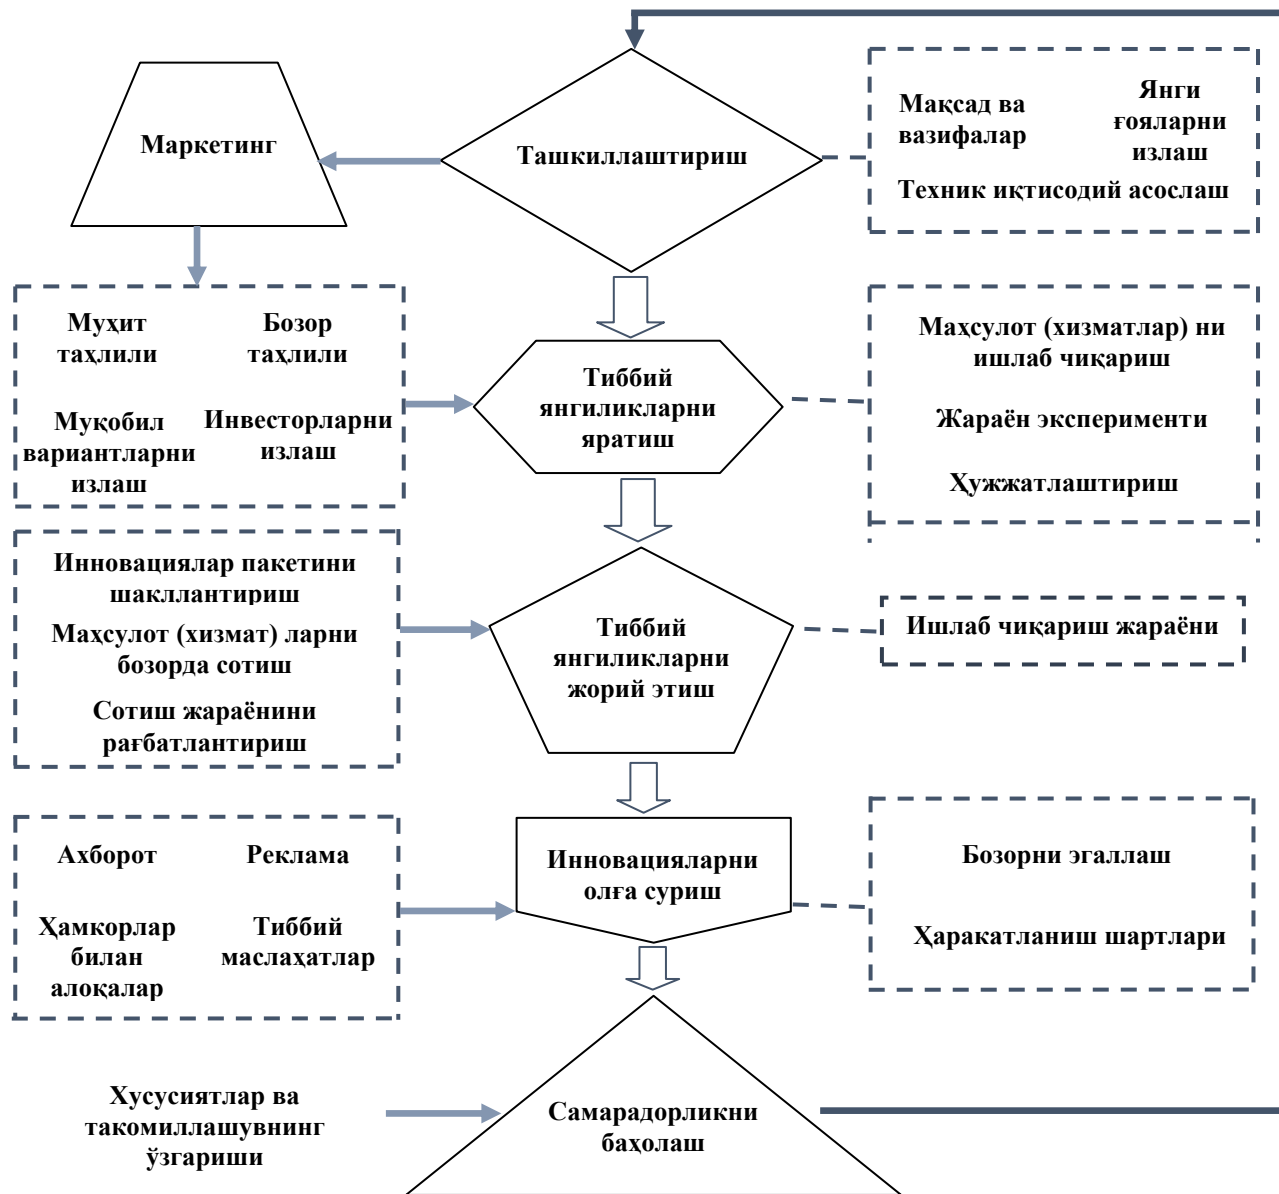 Маркетинг
Ташкиллаштириш
Мақсад ва
вазифалар
Янги
ғояларни
излаш
Техник иқтисодий асослаш
Муҳит
таҳлили
Бозор
таҳлили
Муқобил
вариантларни
излаш
Инвесторларни
излаш
Тиббий
янгиликларни
яратиш
Маҳсулот (хизматлар) ни
ишлаб чиқариш
Жараён эксперименти
Ҳужжатлаштириш
Инновациялар пакетини
шакллантириш
Маҳсулот (хизмат) ларни
бозорда сотиш
Сотиш жараёнини
рағбатлантириш
Тиббий
янгиликларни
жорий этиш
Ишлаб чиқариш жараёни
Ахборот
Реклама
Ҳамкорлар
билан
алоқалар
Тиббий
маслаҳатлар
Инновацияларни
олға суриш
Бозорни эгаллаш
Ҳаракатланиш шартлари
Хусусиятлар ва
такомиллашувнинг
ўзгариши
Самарадорликни
баҳолаш